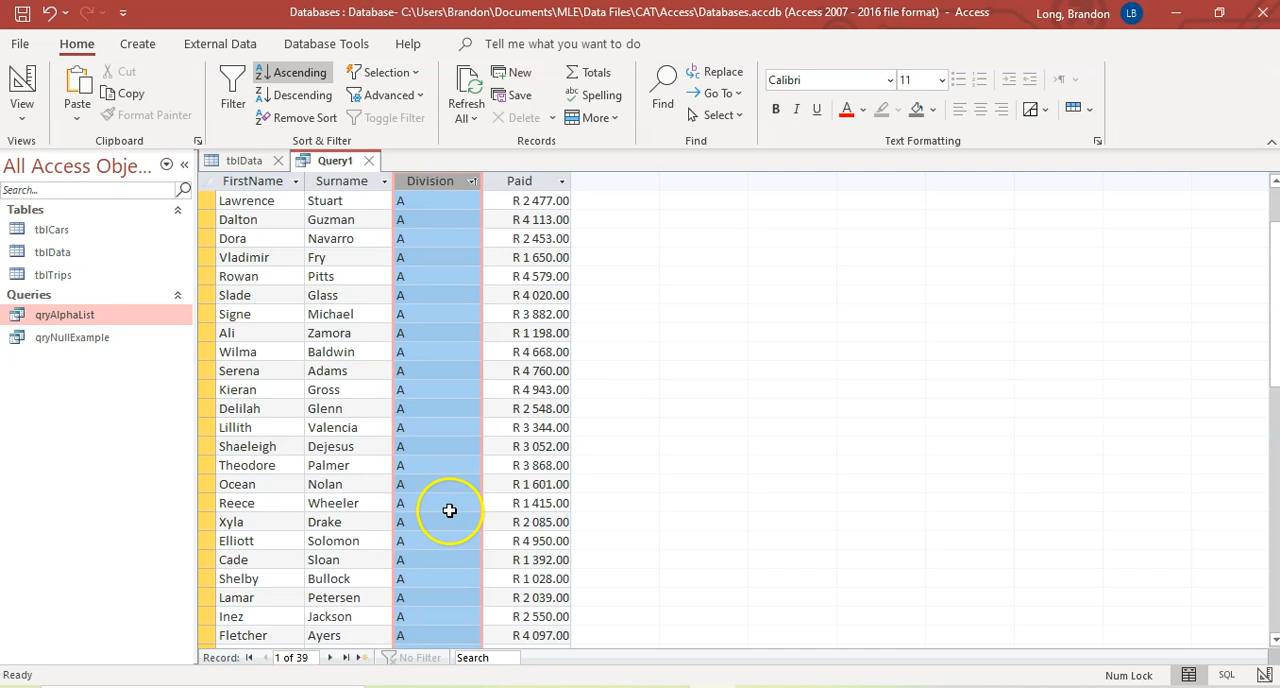 Databases : Database- C:\Users\Brandon\Documents\MLE\Data Files\CAT\Access\Databases.accdb (Access 2007 - 2016 file format) - Access
Long, Brandon LB
File Home Create External Data Database Tools Help Tell me what you want to do
View
Views
Paste
Cut
Copy
Format Painter
Clipboard
Filter
Ascending
Descending
Remove Sort
Selection
Advanced
Toggle Filter
Sort & Filter
Refresh
All
New
Save
Delete
Totals
Spelling
More
Records
Find
Replace
Go To
Select
Find
Calibri 11
B I U A
Text Formatting
All Access Obje...
Search...
Tables
tblCars
tblData
tblTrips
Queries
qryAlphaList
qryNullExample
tblData Query1
FirstName Surname Division Paid
Lawrence Stuart A R 2 477.00
Dalton Guzman A R 4 113.00
Dora Navarro A R 2 453.00
Vladimir Fry A R 1 650.00
Rowan Pitts A R 4 579.00
Slade Glass A R 4 020.00
Signe Michael A R 3 882.00
Ali Zamora A R 1 198.00
Wilma Baldwin A R 4 668.00
Serena Adams A R 4 760.00
Kieran Gross A R 4 943.00
Delilah Glenn A R 2 548.00
Lillith Valencia A R 3 344.00
Shaeleigh Dejesus A R 3 052.00
Theodore Palmer A R 3 868.00
Ocean Nolan A R 1 601.00
Reece Wheeler A R 1 415.00
Xyla Drake A R 2 085.00
Elliott Solomon A R 4 950.00
Cade Sloan A R 1 392.00
Shelby Bullock A R 1 028.00
Lamar Petersen A R 2 039.00
Inez Jackson A R 2 550.00
Fletcher Ayers A R 4 097.00
Record: 1 of 39 No Filter Search
Ready Num Lock SQL